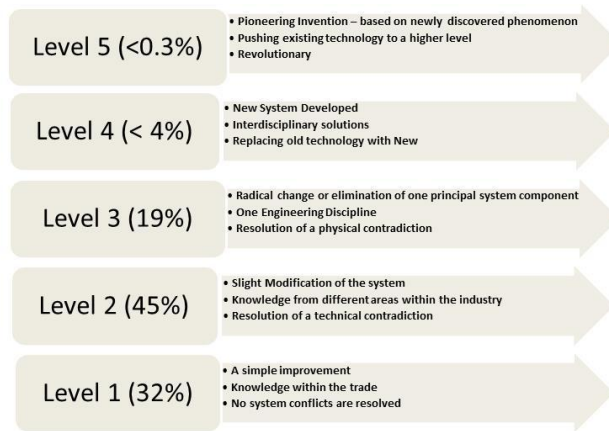 Level 5 (<0.3%)
• Pioneering Invention – based on newly discovered phenomenon
• Pushing existing technology to a higher level
• Revolutionary
Level 4 (< 4%)
• New System Developed
• Interdisciplinary solutions
• Replacing old technology with New
Level 3 (19%)
• Radical change or elimination of one principal system component
• One Engineering Discipline
• Resolution of a physical contradiction
Level 2 (45%)
• Slight Modification of the system
• Knowledge from different areas within the industry
• Resolution of a technical contradiction
Level 1 (32%)
• A simple improvement
• Knowledge within the trade
• No system conflicts are resolved